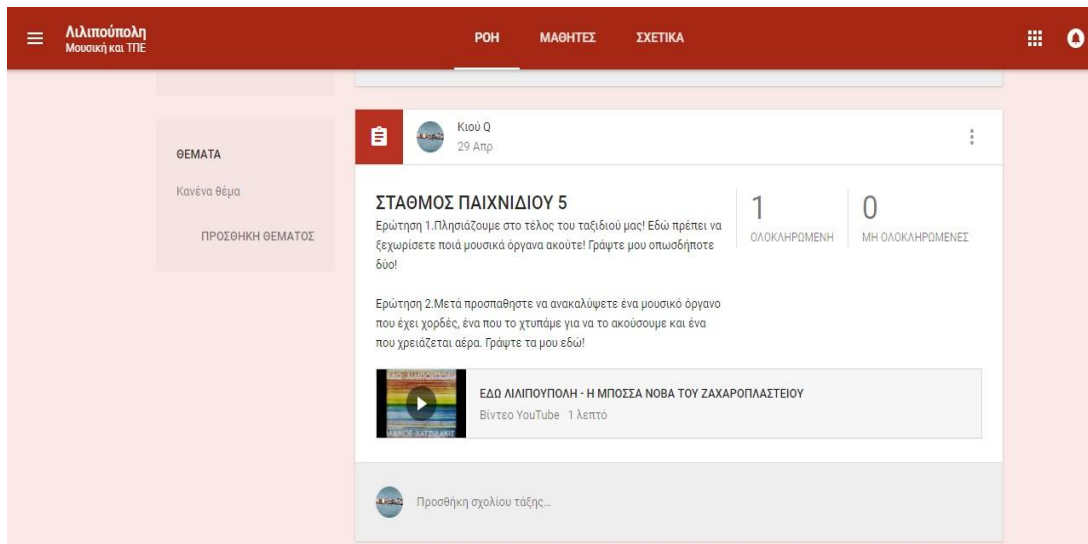 Λιλιπούπολη
Μουσική και ΤΠΕ
ΡΟΗ
ΜΑΘΗΤΕΣ
ΣΧΕΤΙΚΑ
ΘΕΜΑΤΑ
Κανένα θέμα
ΠΡΟΣΘΗΚΗ ΘΕΜΑΤΟΣ
Κιού Q
29 Απρ
ΣΤΑΘΜΟΣ ΠΑΙΧΝΙΔΙΟΥ 5
Ερώτηση 1.Πλησιάζουμε στο τέλος του ταξιδιού μας! Εδώ πρέπει να
ξεχωρίσετε ποιά μουσικά όργανα ακούτε! Γράψτε μου οπωσδήποτε
δύο!
Ερώτηση 2.Μετά προσπαθηστε να ανακαλύψετε ένα μουσικό όργανο
που έχει χορδές, ένα που το χτυπάμε για να το ακούσουμε και ένα
που χρειάζεται αέρα. Γράψτε τα μου εδώ!
1
ΟΛΟΚΛΗΡΩΜΕΝΗ
0
ΜΗ ΟΛΟΚΛΗΡΩΜΕΝΕΣ
ΕΔΩ ΛΙΛΙΠΟΥΠΟΛΗ - Η ΜΠΟΣΣΑ ΝΟΒΑ ΤΟΥ ΖΑΧΑΡΟΠΛΑΣΤΕΙΟΥ
Βίντεο YouTube 1 λεπτό
Προσθήκη σχολίου τάξης…